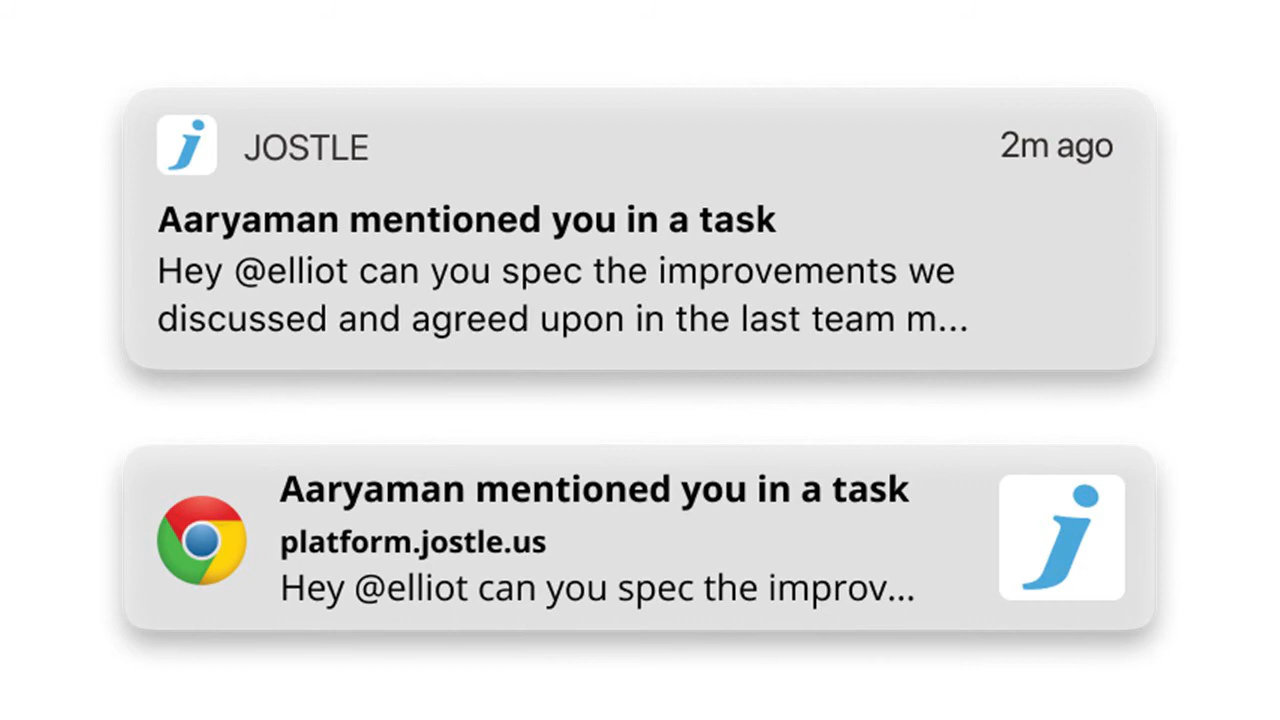 JOSTLE
2m ago
Aaryaman mentioned you in a task
Hey @elliot can you spec the improvements we
discussed and agreed upon in the last team m...
Aaryaman mentioned you in a task
platform.jostle.us
Hey @elliot can you spec the improv...